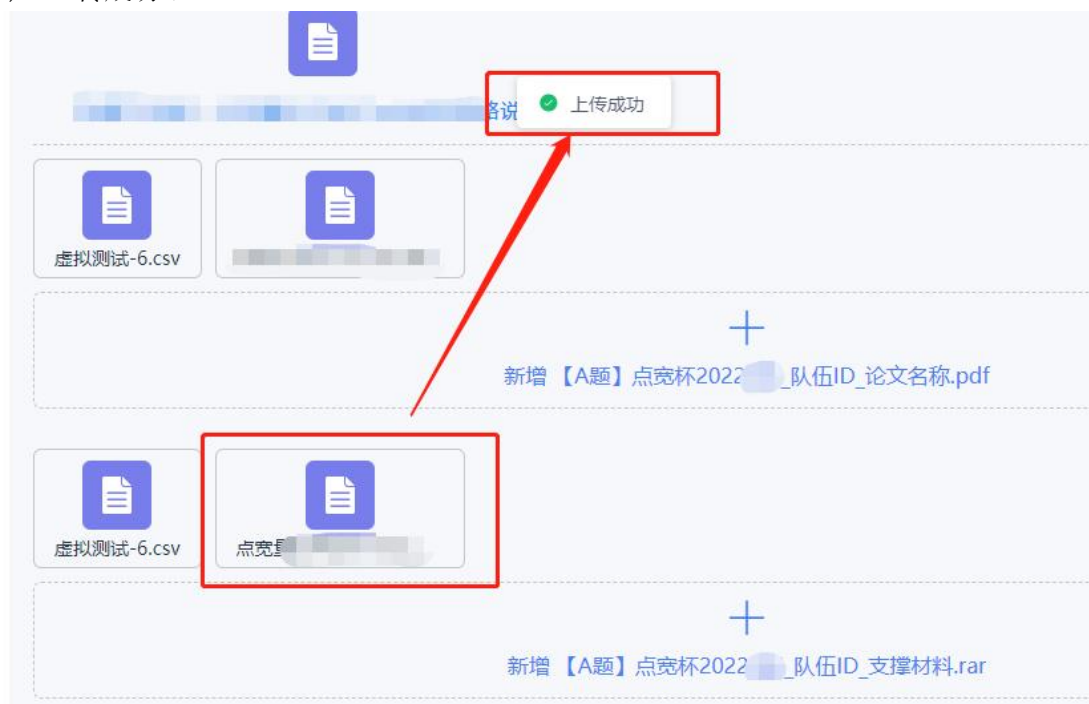 略说
上传成功
虚拟测试-6.csv
新增 【A题】点宽杯2022 _队伍ID_论文名称.pdf
虚拟测试-6.csv
点宽量
新增 【A题】点宽杯2022 _队伍ID_支撑材料.rar